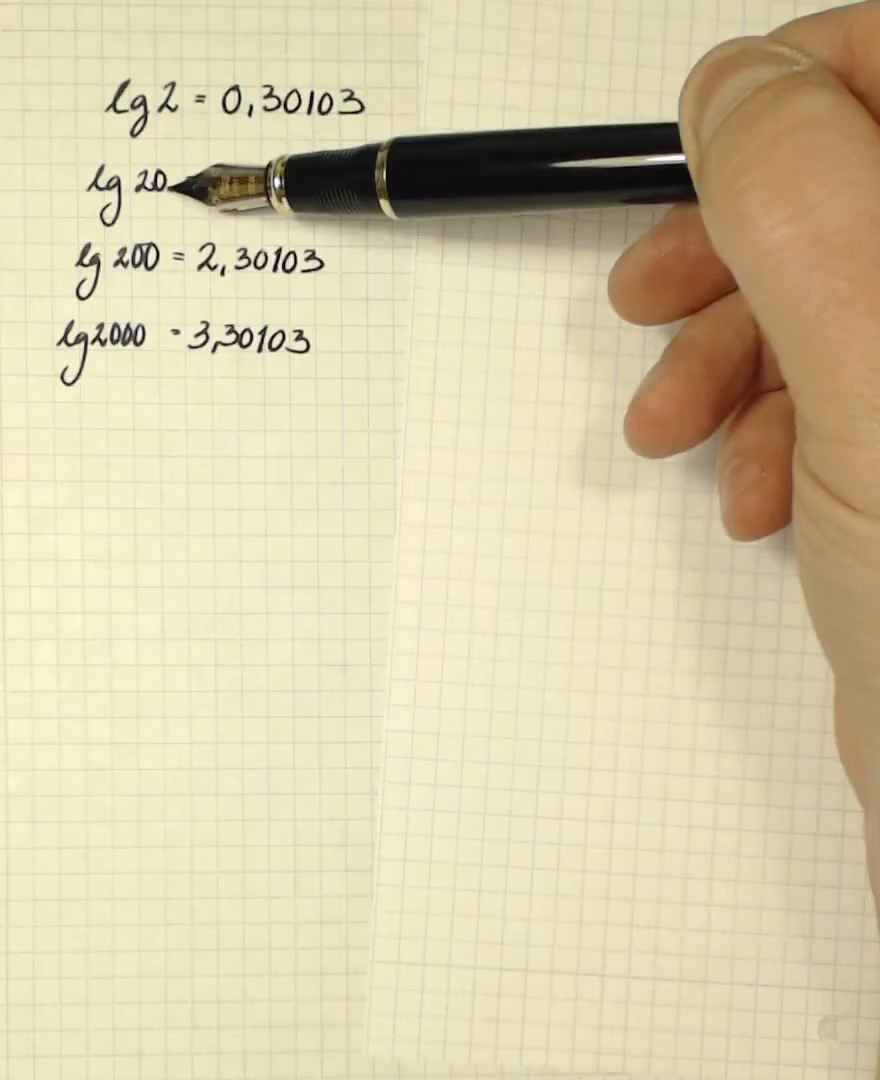 lg 2 = 0,30103
lg 20
lg 200 = 2,30103
lg 2000 = 3,30103